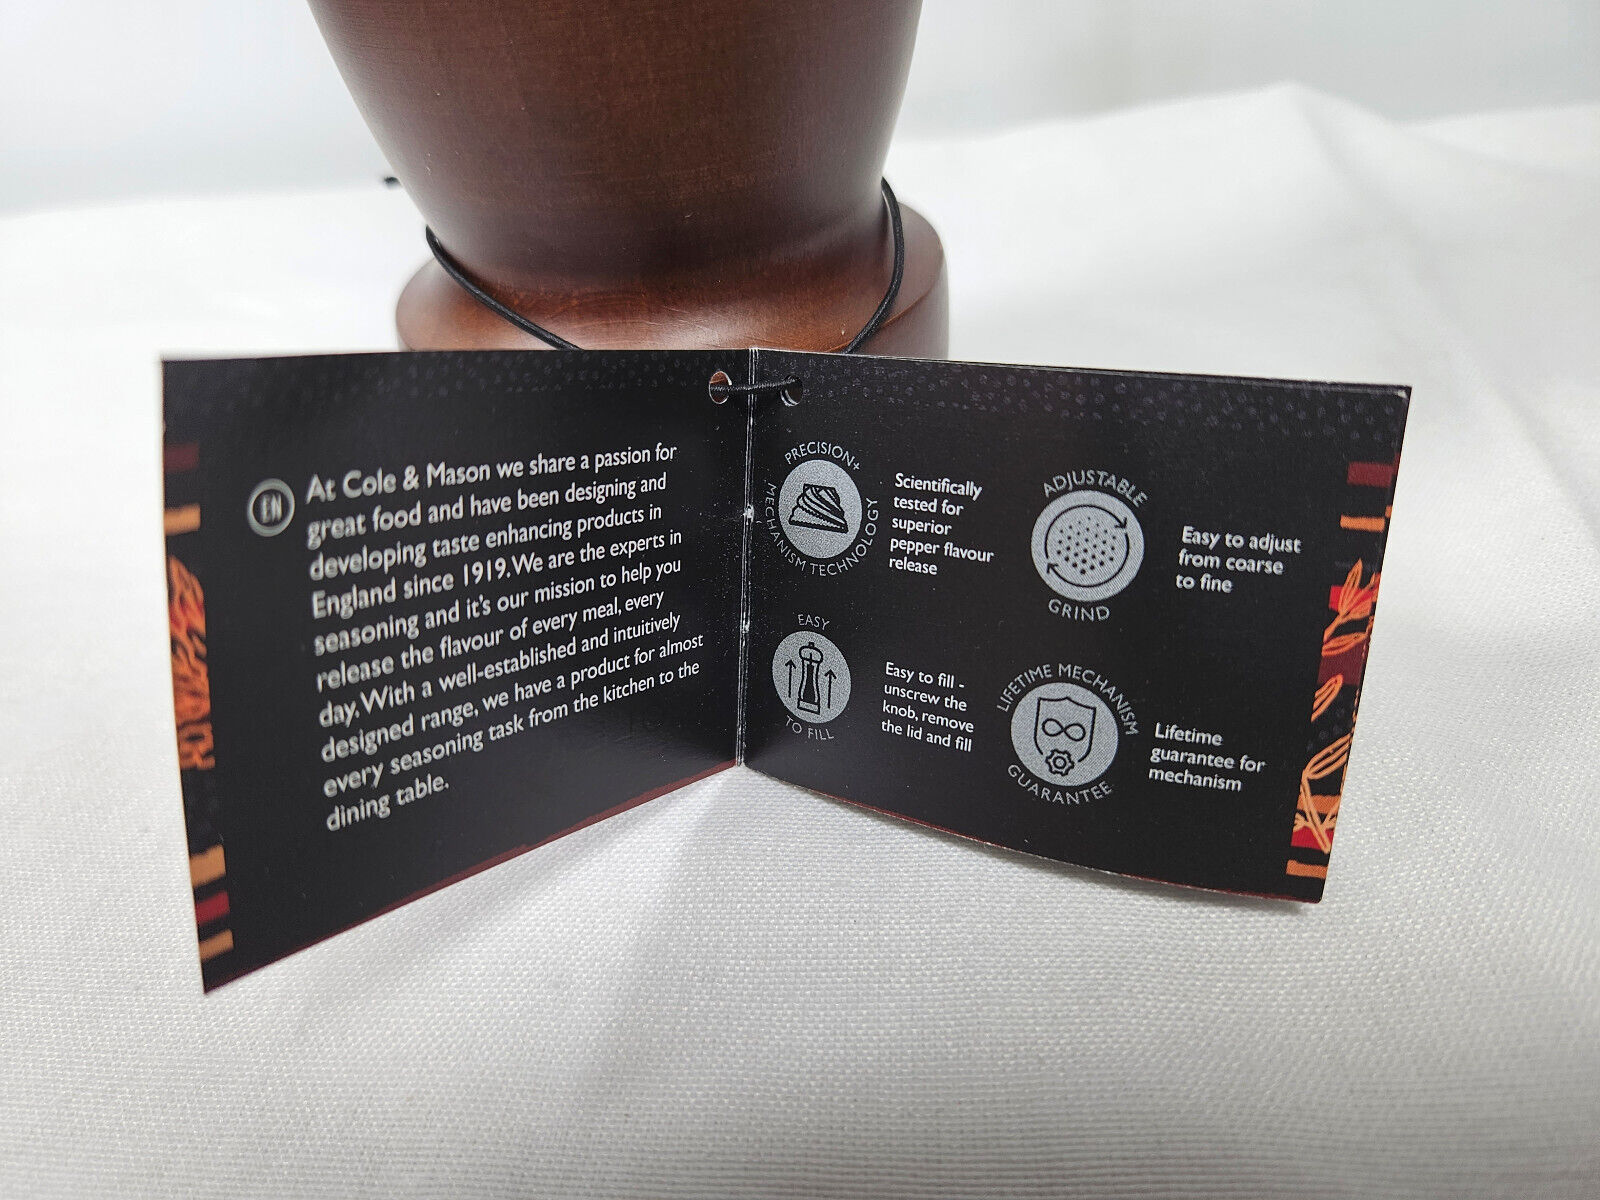 EN
At Cole & Mason we share a passion for
great food and have been designing and
developing taste enhancing products in
England since 1919. We are the experts in
seasoning and it's our mission to help you
release the flavour of every meal, every
day. With a well-established and intuitively
designed range, we have a product for almost
every seasoning task from the kitchen to the
dining table.
PRECISION+
MECHANISM TECHNOLOGY
Scientifically
tested for
superior
pepper flavour
release
ADJUSTABLE
GRIND
Easy to adjust
from coarse
to fine
EASY
TO FILL
Easy to fill -
unscrew the
knob, remove
the lid and fill
LIFETIME MECHANISM
GUARANTEE
Lifetime
guarantee for
mechanism